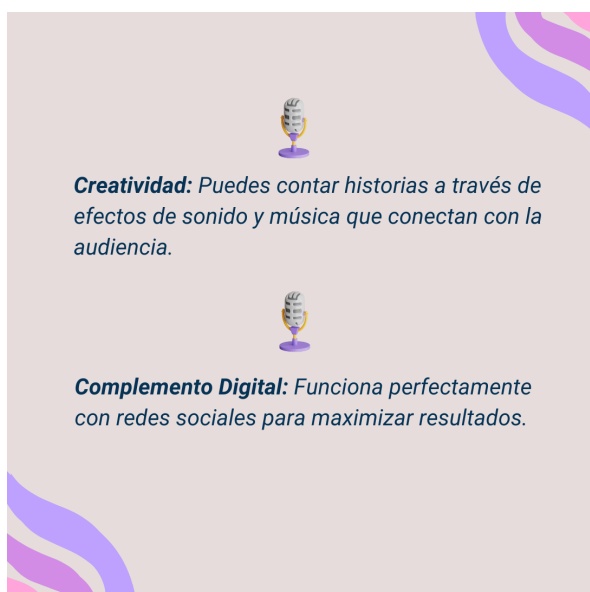 Creatividad: Puedes contar historias a través de
efectos de sonido y música que conectan con la
audiencia.
Complemento Digital: Funciona perfectamente
con redes sociales para maximizar resultados.